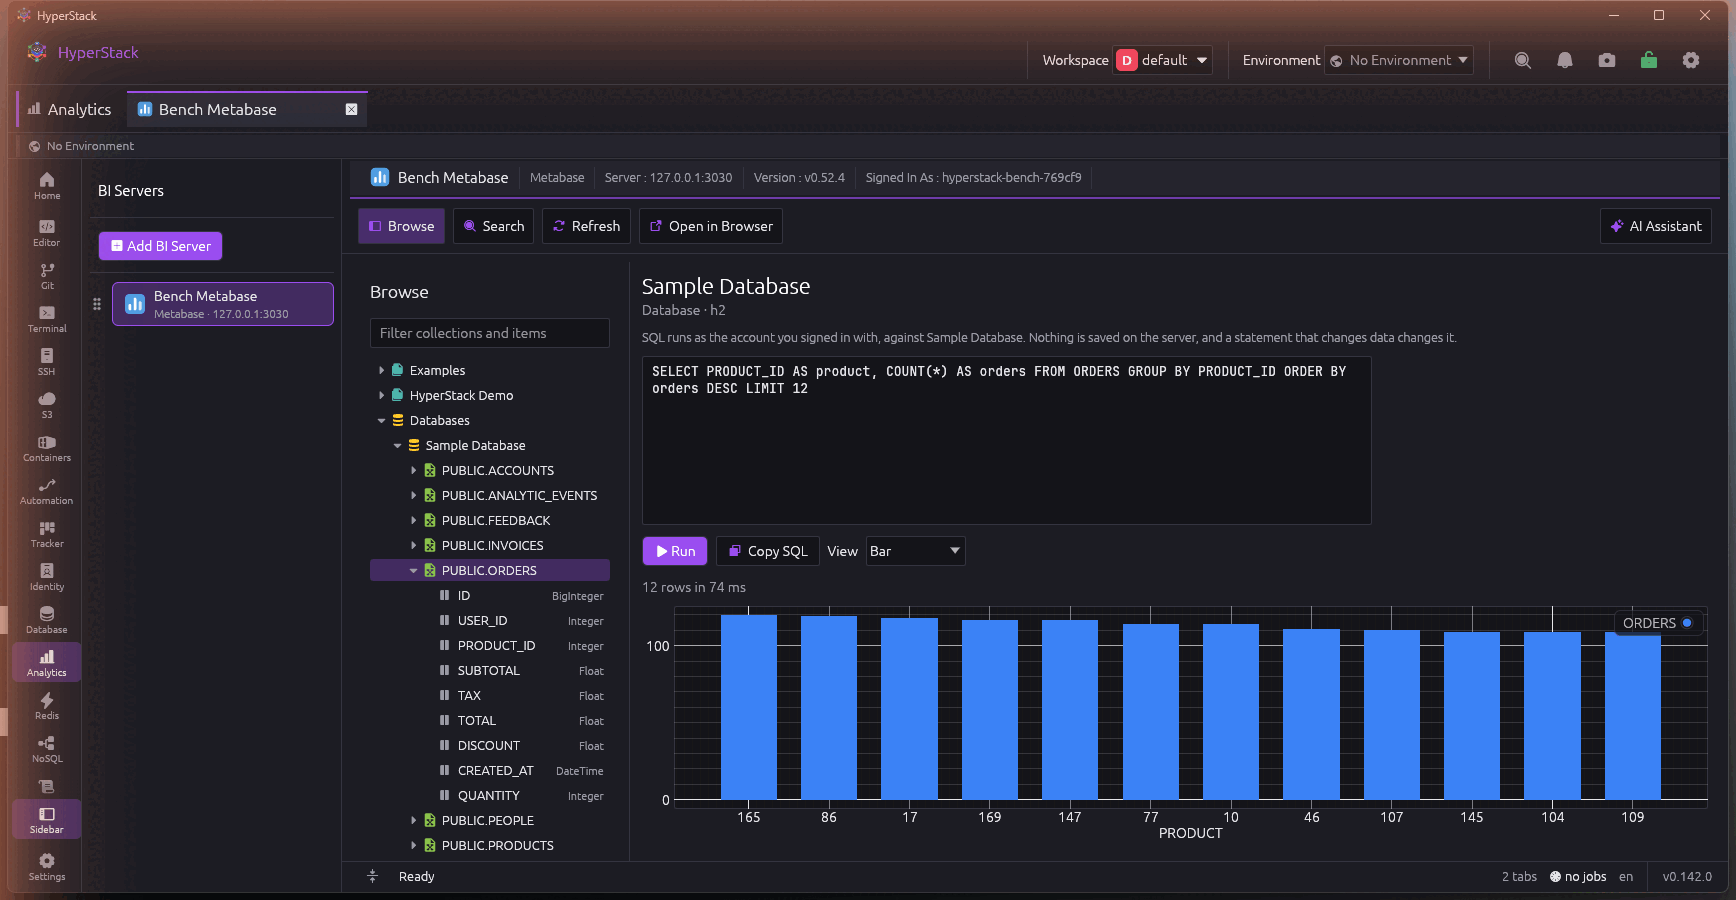 HyperStack
HyperStack
Workspace D default
Environment No Environment
Analytics
Bench Metabase
No Environment
Home
Editor
Git
Terminal
SSH
S3
Containers
Automation
Tracker
Identity
Database
Analytics
Redis
NoSQL
Sidebar
Settings
BI Servers
Add BI Server
Bench Metabase
Metabase · 127.0.0.1:3030
Bench Metabase
Metabase
Server : 127.0.0.1:3030
Version : v0.52.4
Signed In As : hyperstack-bench-769cf9
Browse
Search
Refresh
Open in Browser
AI Assistant
Browse
Filter collections and items
Examples
HyperStack Demo
Databases
Sample Database
PUBLIC.ACCOUNTS
PUBLIC.ANALYTIC_EVENTS
PUBLIC.FEEDBACK
PUBLIC.INVOICES
PUBLIC.ORDERS
ID BigInteger
USER_ID Integer
PRODUCT_ID Integer
SUBTOTAL Float
TAX Float
TOTAL Float
DISCOUNT Float
CREATED_AT DateTime
QUANTITY Integer
PUBLIC.PEOPLE
PUBLIC.PRODUCTS
Sample Database
Database · h2
SQL runs as the account you signed in with, against Sample Database. Nothing is saved on the server, and a statement that changes data changes it.
SELECT PRODUCT_ID AS product, COUNT(*) AS orders FROM ORDERS GROUP BY PRODUCT_ID ORDER BY
orders DESC LIMIT 12
Run
Copy SQL
View Bar
12 rows in 74 ms
ORDERS
100
0
165 86 17 169 147 77 10 46 107 145 104 109
PRODUCT
Ready
2 tabs
no jobs
en
v0.142.0